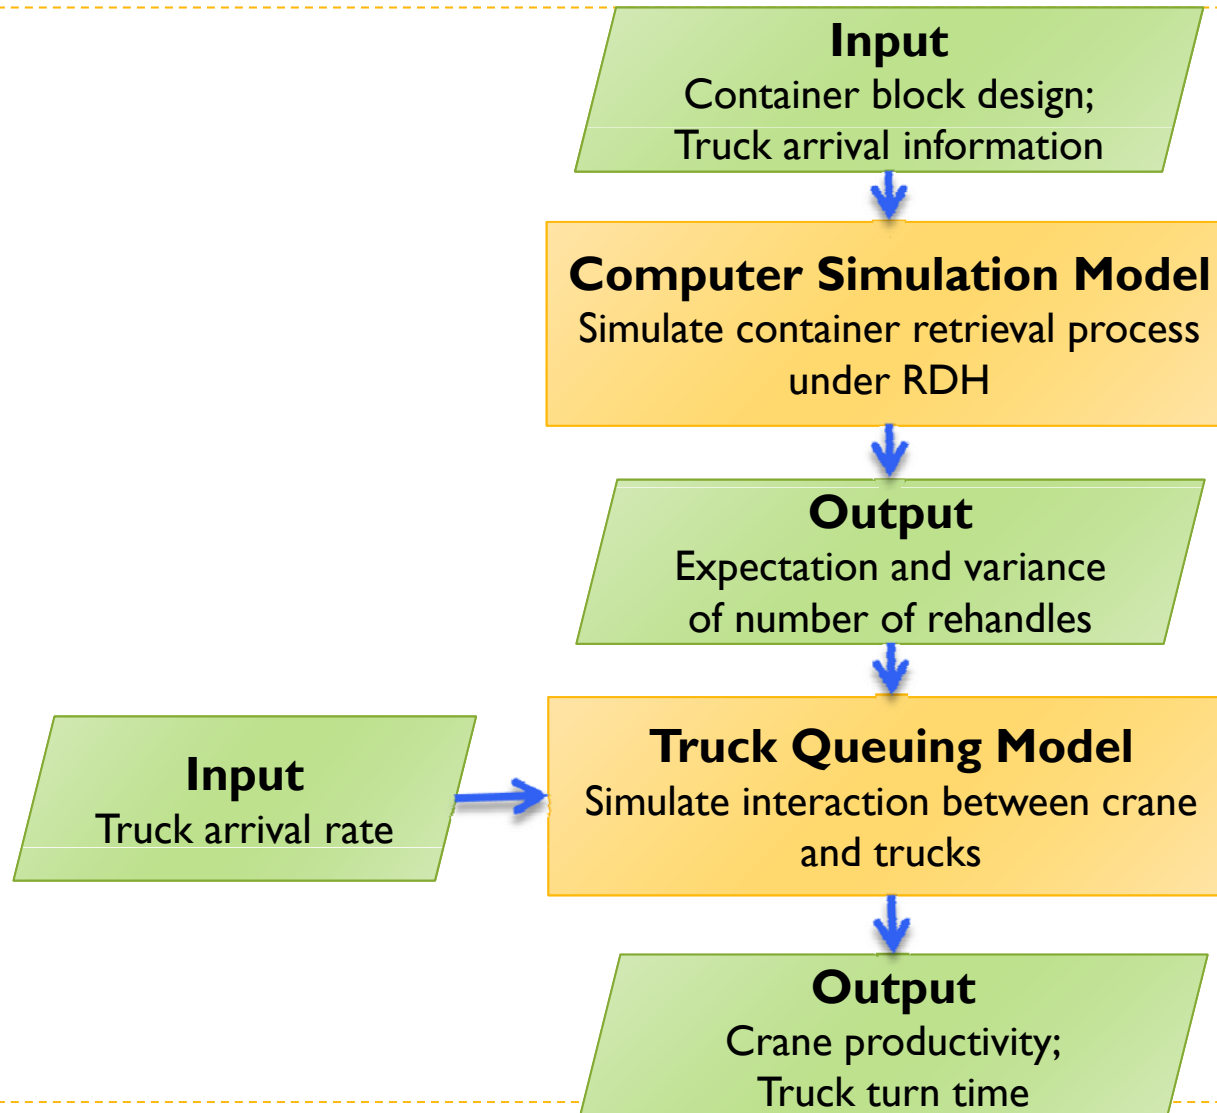 Input
Container block design;
Truck arrival information
Computer Simulation Model
Simulate container retrieval process
under RDH
Output
Expectation and variance
of number of rehandles
Input
Truck arrival rate
Truck Queuing Model
Simulate interaction between crane
and trucks
Output
Crane productivity;
Truck turn time